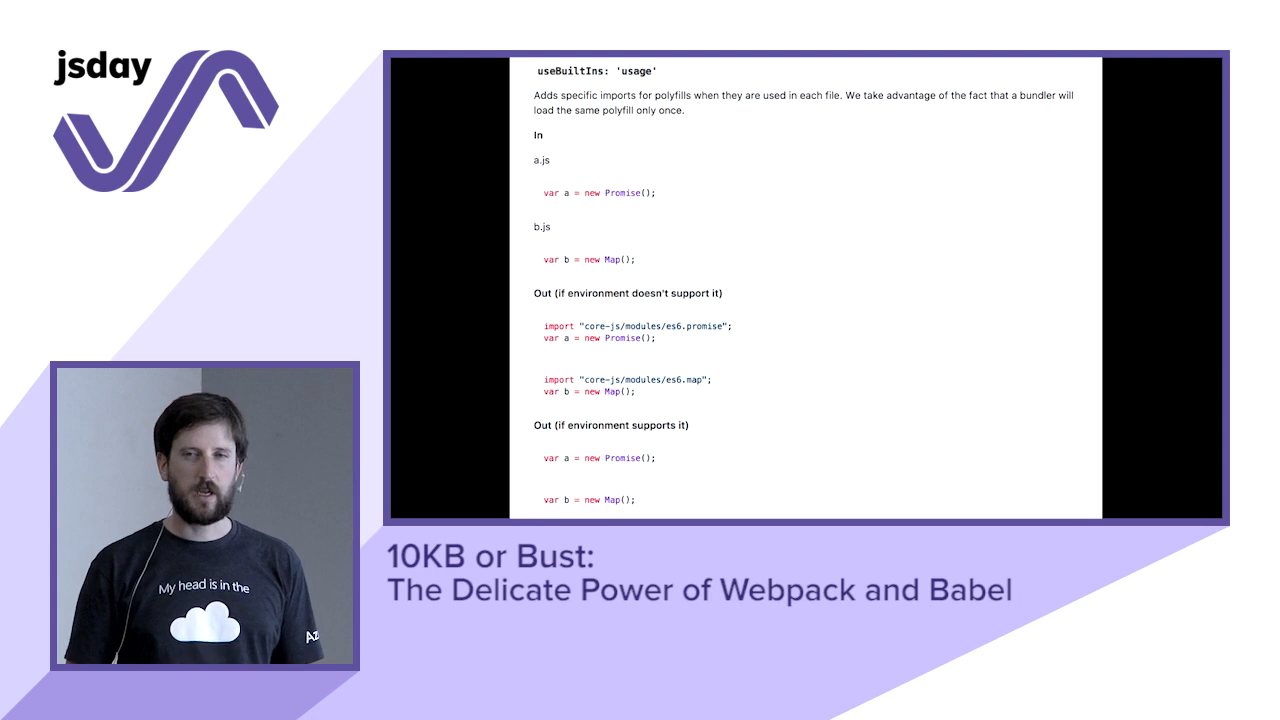 jsday
useBuiltIns: 'usage'
Adds specific imports for polyfills when they are used in each file. We take advantage of the fact that a bundler will
load the same polyfill only once.
In
a.js
var a = new Promise();
b.js
var b = new Map();
Out (if environment doesn't support it)
import "core-js/modules/es6.promise";
var a = new Promise();
import "core-js/modules/es6.map";
var b = new Map();
Out (if environment supports it)
var a = new Promise();
var b = new Map();
My head is in the
Az
10KB or Bust:
The Delicate Power of Webpack and Babel